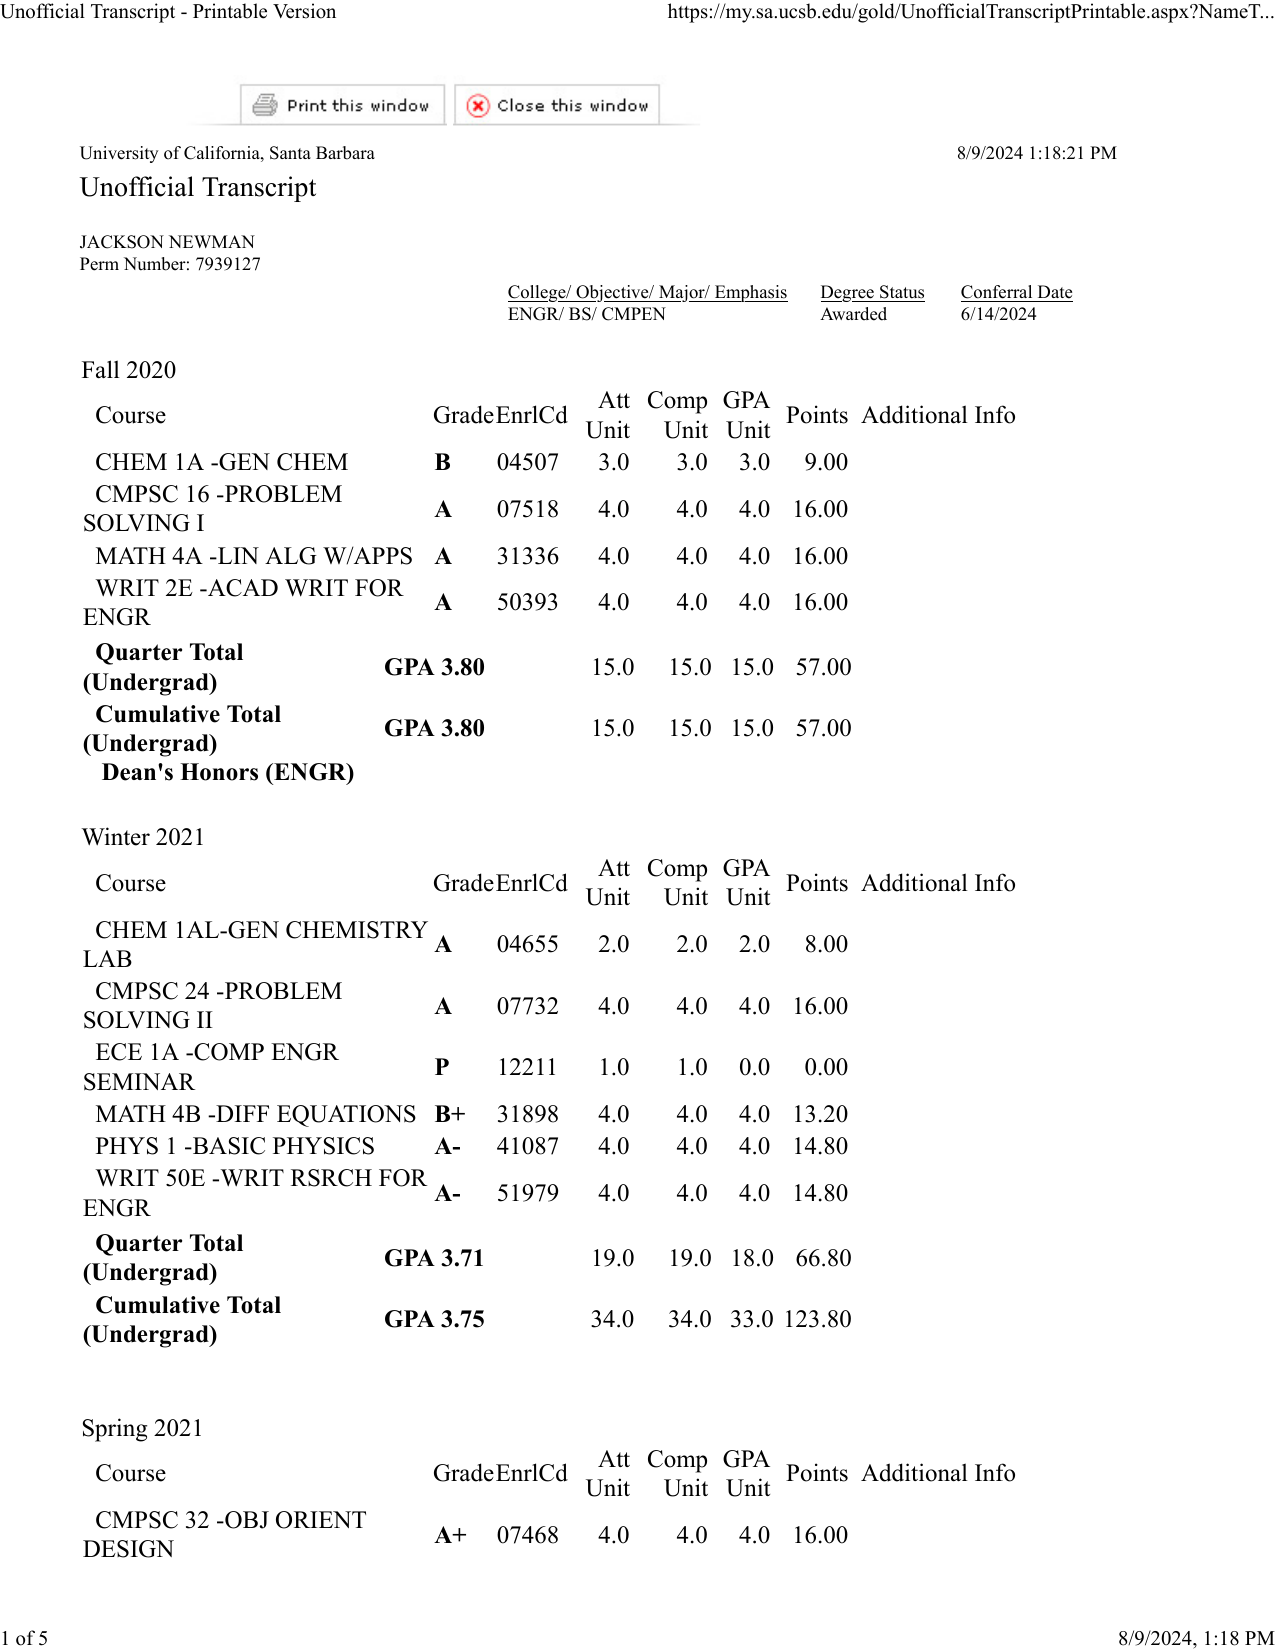 Unofficial Transcript - Printable Version https://my.sa.ucsb.edu/gold/UnofficialTranscriptPrintable.aspx?NameT...
Print this window Close this window
University of California, Santa Barbara 8/9/2024 1:18:21 PM
Unofficial Transcript
JACKSON NEWMAN
Perm Number: 7939127
College/ Objective/ Major/ Emphasis Degree Status Conferral Date
ENGR/ BS/ CMPEN Awarded 6/14/2024
Fall 2020
Course Grade EnrlCd Att Unit Comp Unit GPA Unit Points Additional Info
CHEM 1A -GEN CHEM B 04507 3.0 3.0 3.0 9.00
CMPSC 16 -PROBLEM
SOLVING I A 07518 4.0 4.0 4.0 16.00
MATH 4A -LIN ALG W/APPS A 31336 4.0 4.0 4.0 16.00
WRIT 2E -ACAD WRIT FOR
ENGR A 50393 4.0 4.0 4.0 16.00
Quarter Total
(Undergrad) GPA 3.80 15.0 15.0 15.0 57.00
Cumulative Total
(Undergrad) GPA 3.80 15.0 15.0 15.0 57.00
Dean's Honors (ENGR)
Winter 2021
Course Grade EnrlCd Att Unit Comp Unit GPA Unit Points Additional Info
CHEM 1AL-GEN CHEMISTRY
LAB A 04655 2.0 2.0 2.0 8.00
CMPSC 24 -PROBLEM
SOLVING II A 07732 4.0 4.0 4.0 16.00
ECE 1A -COMP ENGR
SEMINAR P 12211 1.0 1.0 0.0 0.00
MATH 4B -DIFF EQUATIONS B+ 31898 4.0 4.0 4.0 13.20
PHYS 1 -BASIC PHYSICS A- 41087 4.0 4.0 4.0 14.80
WRIT 50E -WRIT RSRCH FOR
ENGR A- 51979 4.0 4.0 4.0 14.80
Quarter Total
(Undergrad) GPA 3.71 19.0 19.0 18.0 66.80
Cumulative Total
(Undergrad) GPA 3.75 34.0 34.0 33.0 123.80
Spring 2021
Course Grade EnrlCd Att Unit Comp Unit GPA Unit Points Additional Info
CMPSC 32 -OBJ ORIENT
DESIGN A+ 07468 4.0 4.0 4.0 16.00
1 of 5 8/9/2024, 1:18 PM